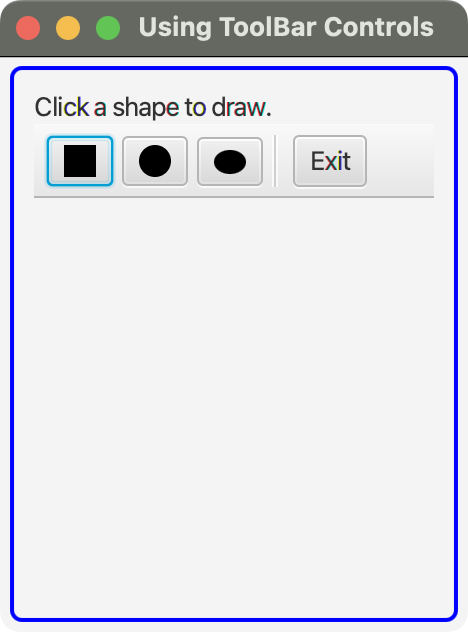 Using ToolBar Controls
Click a shape to draw.
Exit